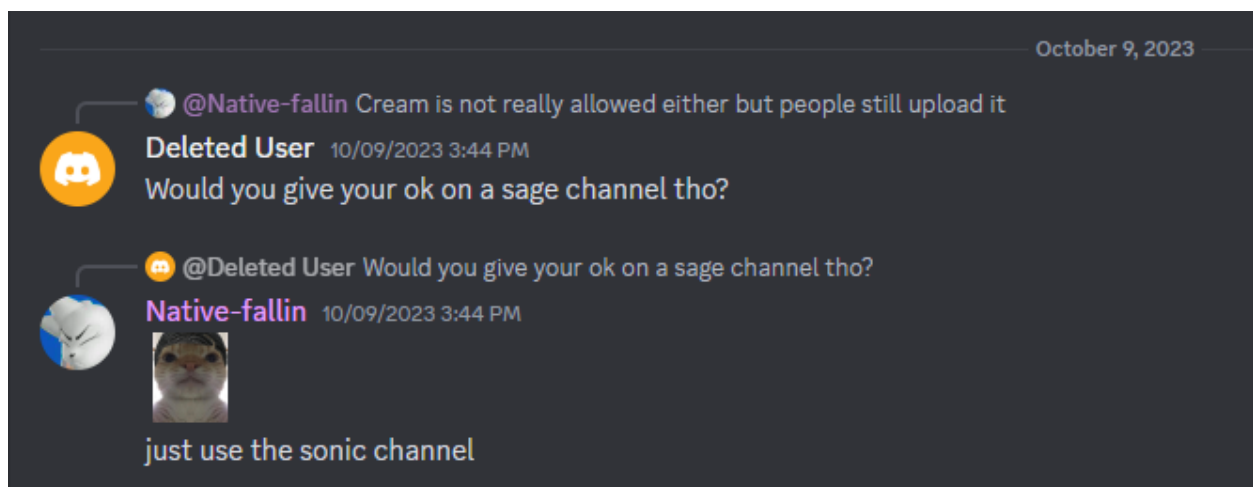 October 9, 2023
@Native-fallin Cream is not really allowed either but people still upload it
Deleted User 10/09/2023 3:44 PM
Would you give your ok on a sage channel tho?
@Deleted User Would you give your ok on a sage channel tho?
Native-fallin 10/09/2023 3:44 PM
just use the sonic channel